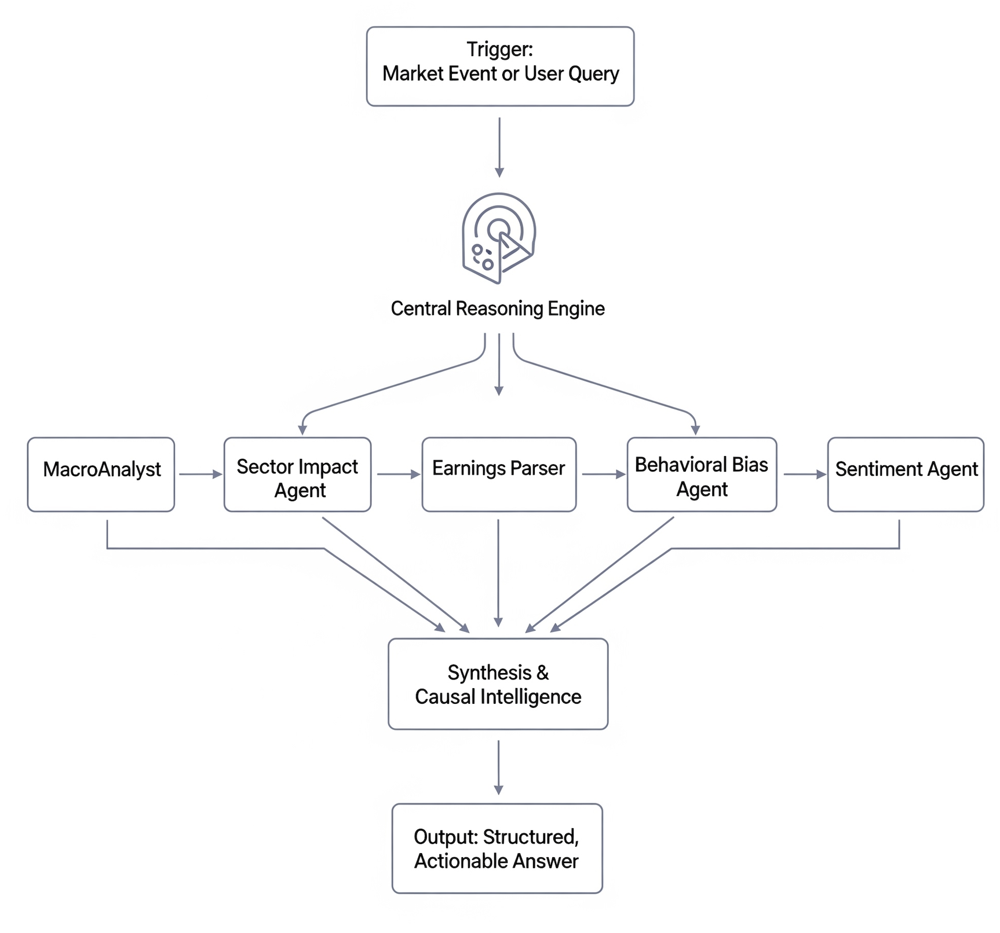 Trigger:
Market Event or User Query
Central Reasoning Engine
MacroAnalyst
Sector Impact
Agent
Earnings Parser
Behavioral Bias
Agent
Sentiment Agent
Synthesis &
Causal Intelligence
Output: Structured,
Actionable Answer